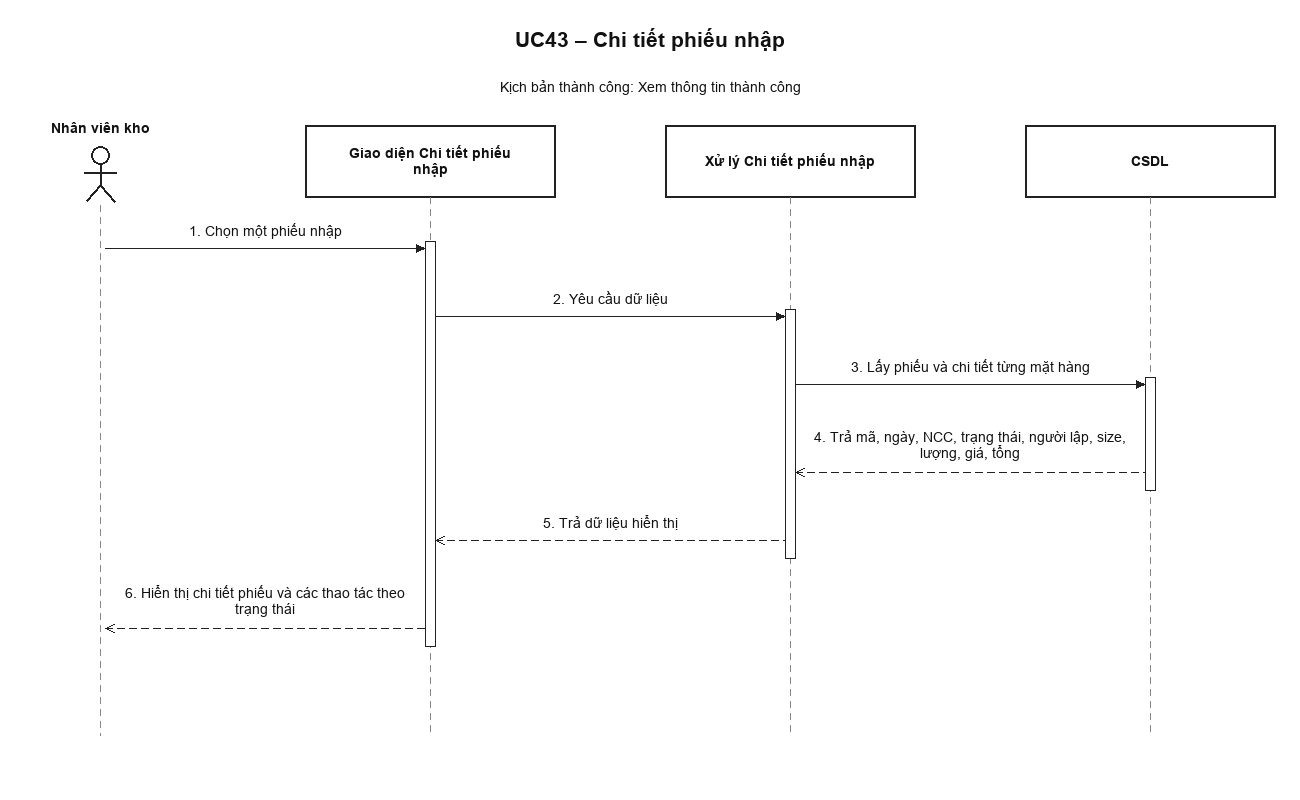 UC43 – Chi tiết phiếu nhập
Kịch bản thành công: Xem thông tin thành công
Nhân viên kho
Giao diện Chi tiết phiếu
nhập
Xử lý Chi tiết phiếu nhập
CSDL
1. Chọn một phiếu nhập
2. Yêu cầu dữ liệu
3. Lấy phiếu và chi tiết từng mặt hàng
4. Trả mã, ngày, NCC, trạng thái, người lập, size,
lượng, giá, tổng
5. Trả dữ liệu hiển thị
6. Hiển thị chi tiết phiếu và các thao tác theo
trạng thái